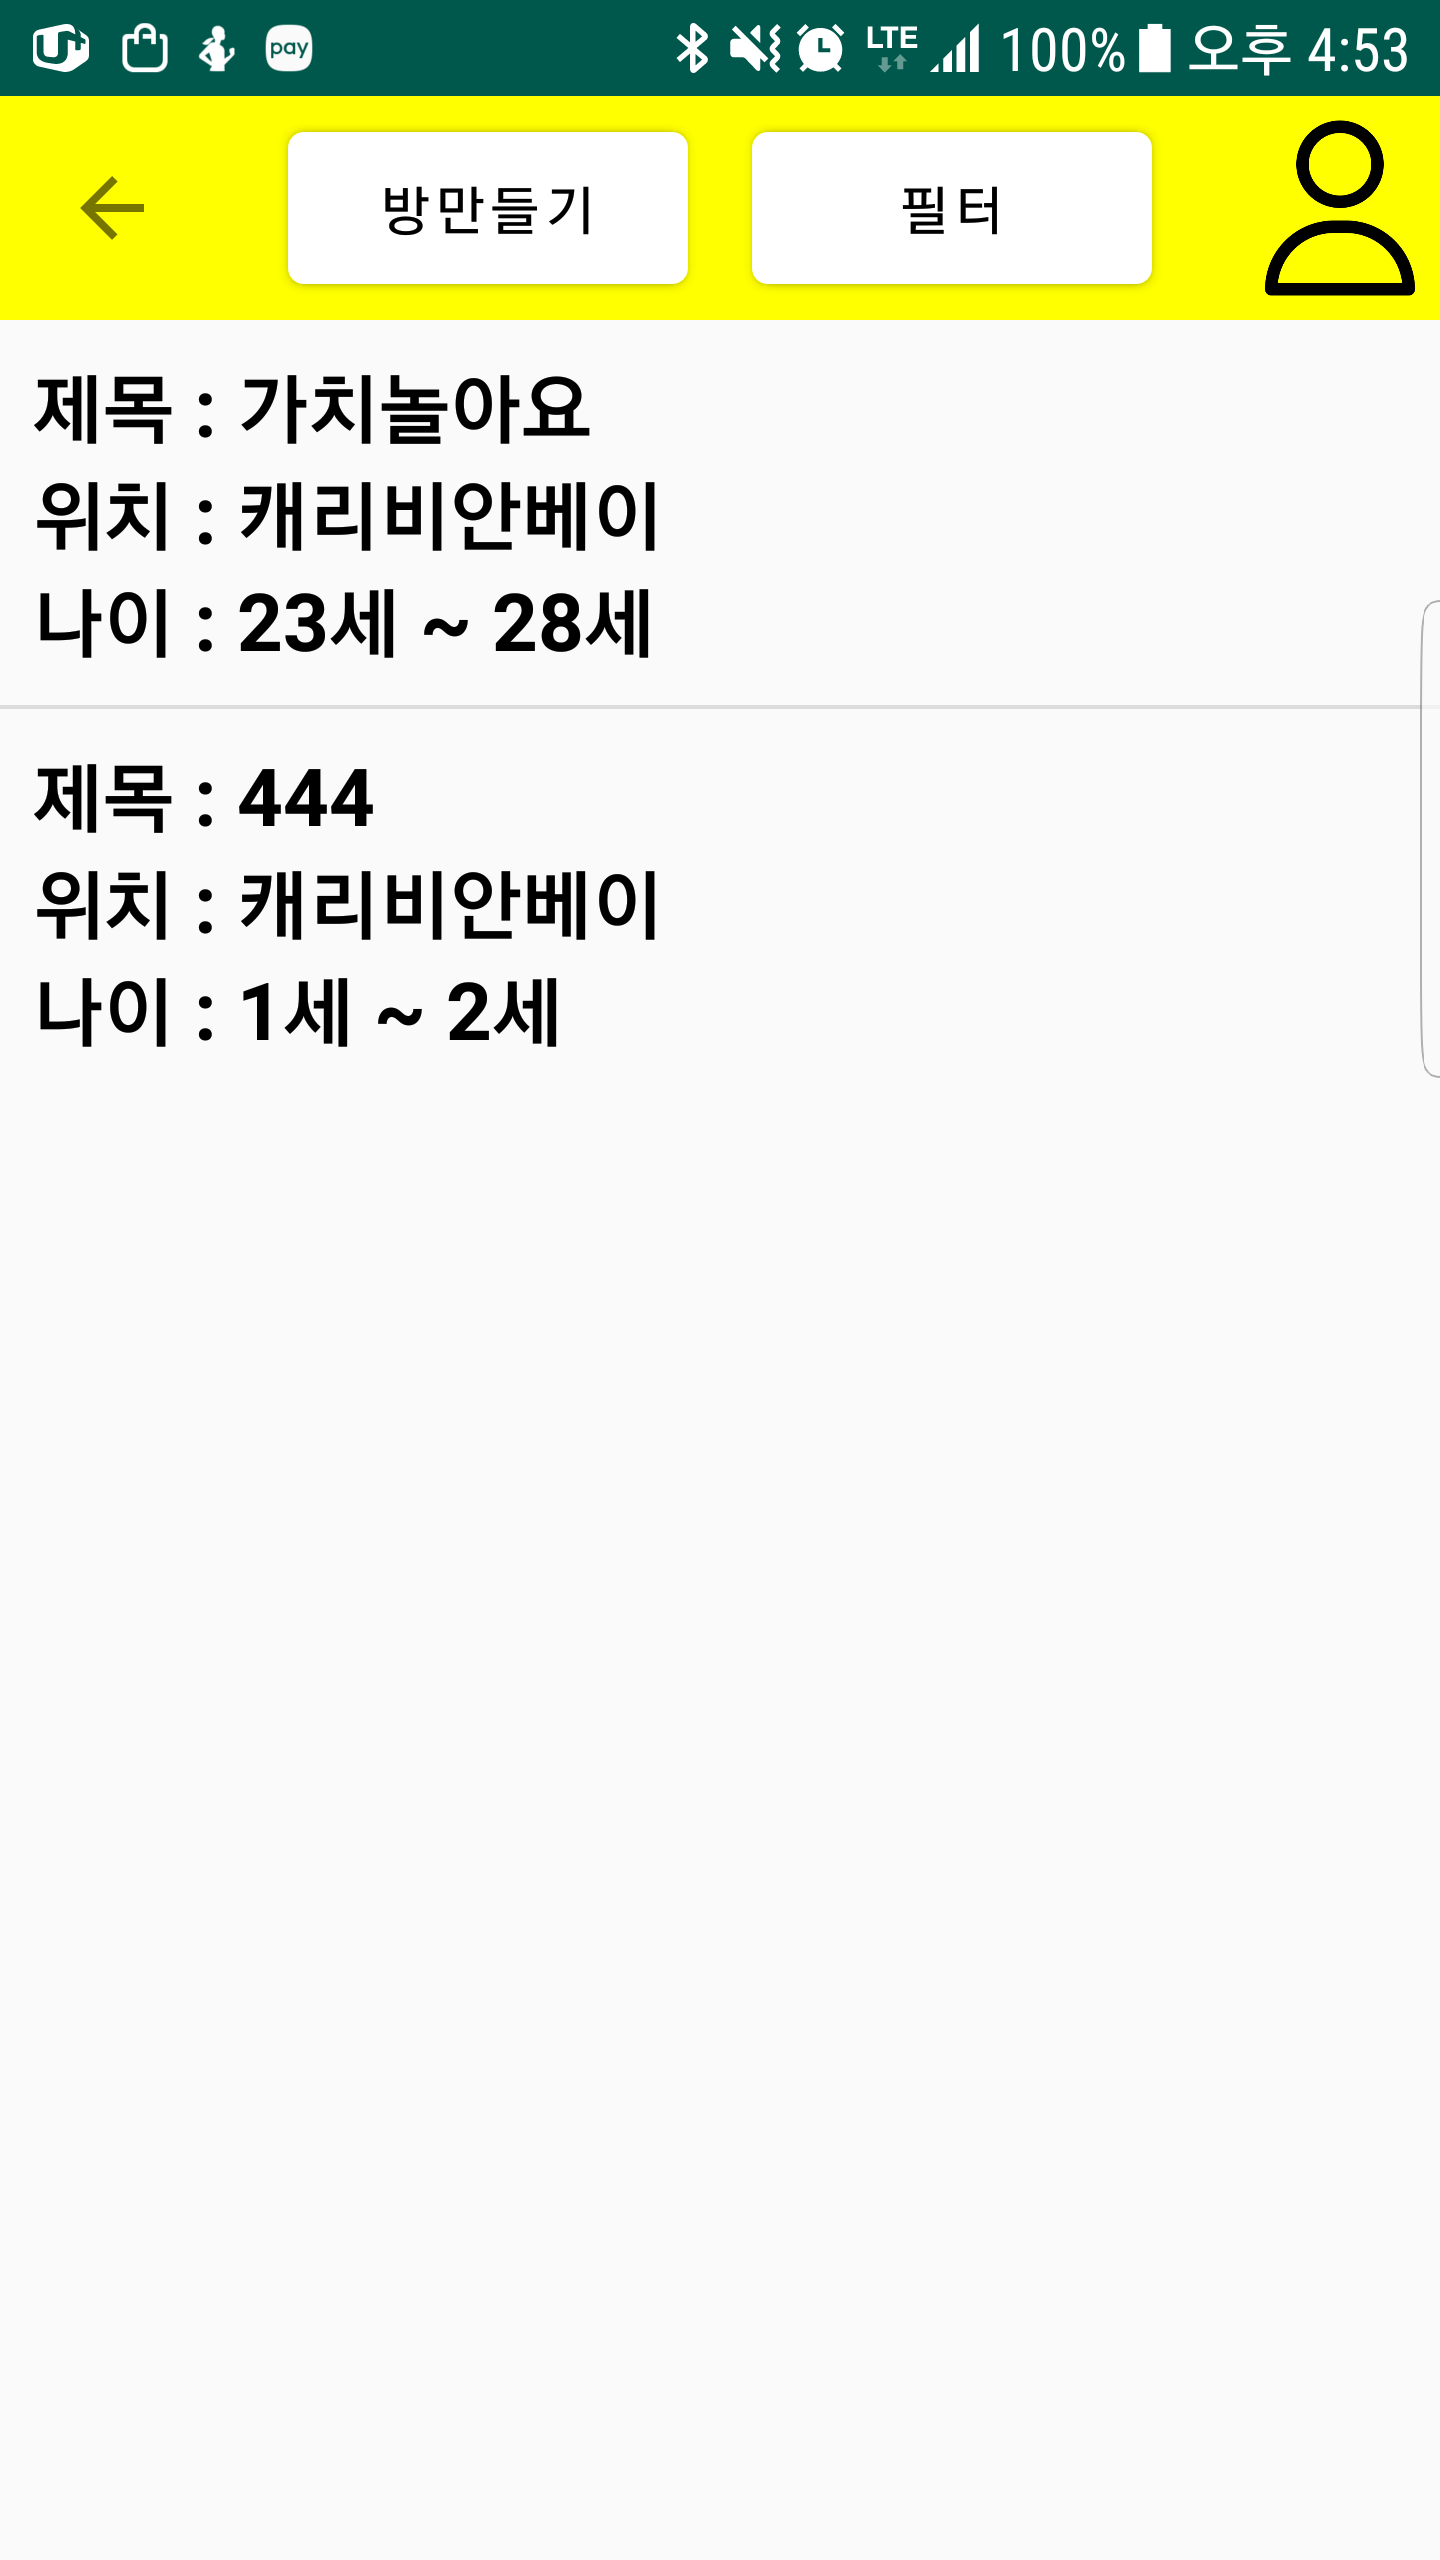 U+ pay LTE 100% 오후 4:53
방만들기 필터
제목 : 가치놀아요
위치 : 캐리비안베이
나이 : 23세 ~ 28세
제목 : 444
위치 : 캐리비안베이
나이 : 1세 ~ 2세